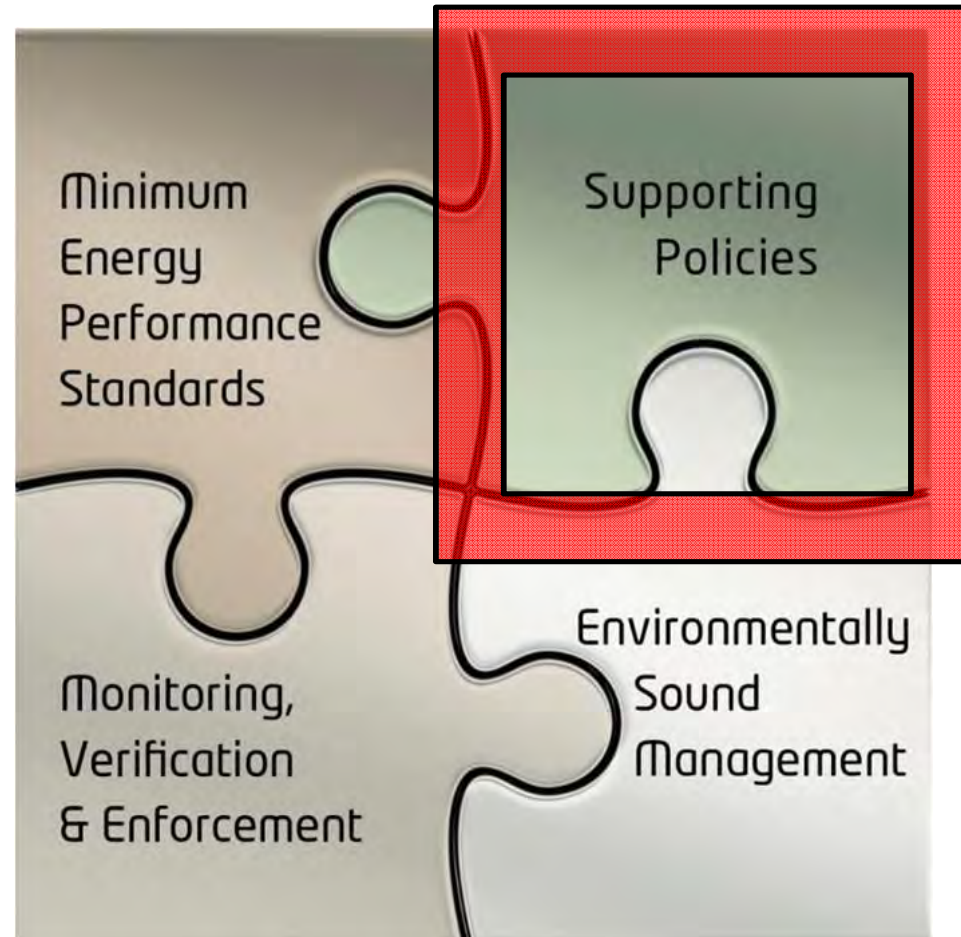 Minimum
Energy
Performance
Standards
Supporting
Policies
Monitoring,
Verification
& Enforcement
Environmentally
Sound
Management